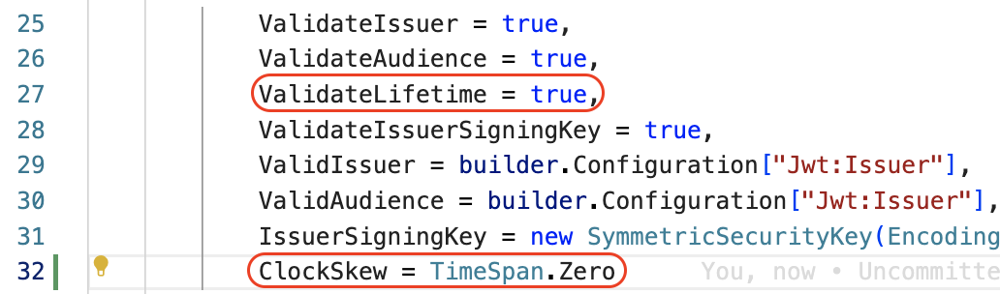 25 ValidateIssuer = true,
26 ValidateAudience = true,
27 ValidateLifetime = true,
28 ValidateIssuerSigningKey = true,
29 ValidIssuer = builder.Configuration["Jwt:Issuer"],
30 ValidAudience = builder.Configuration["Jwt:Issuer"],
31 IssuerSigningKey = new SymmetricSecurityKey(Encoding
32 ClockSkew = TimeSpan.Zero You, now • Uncommitte